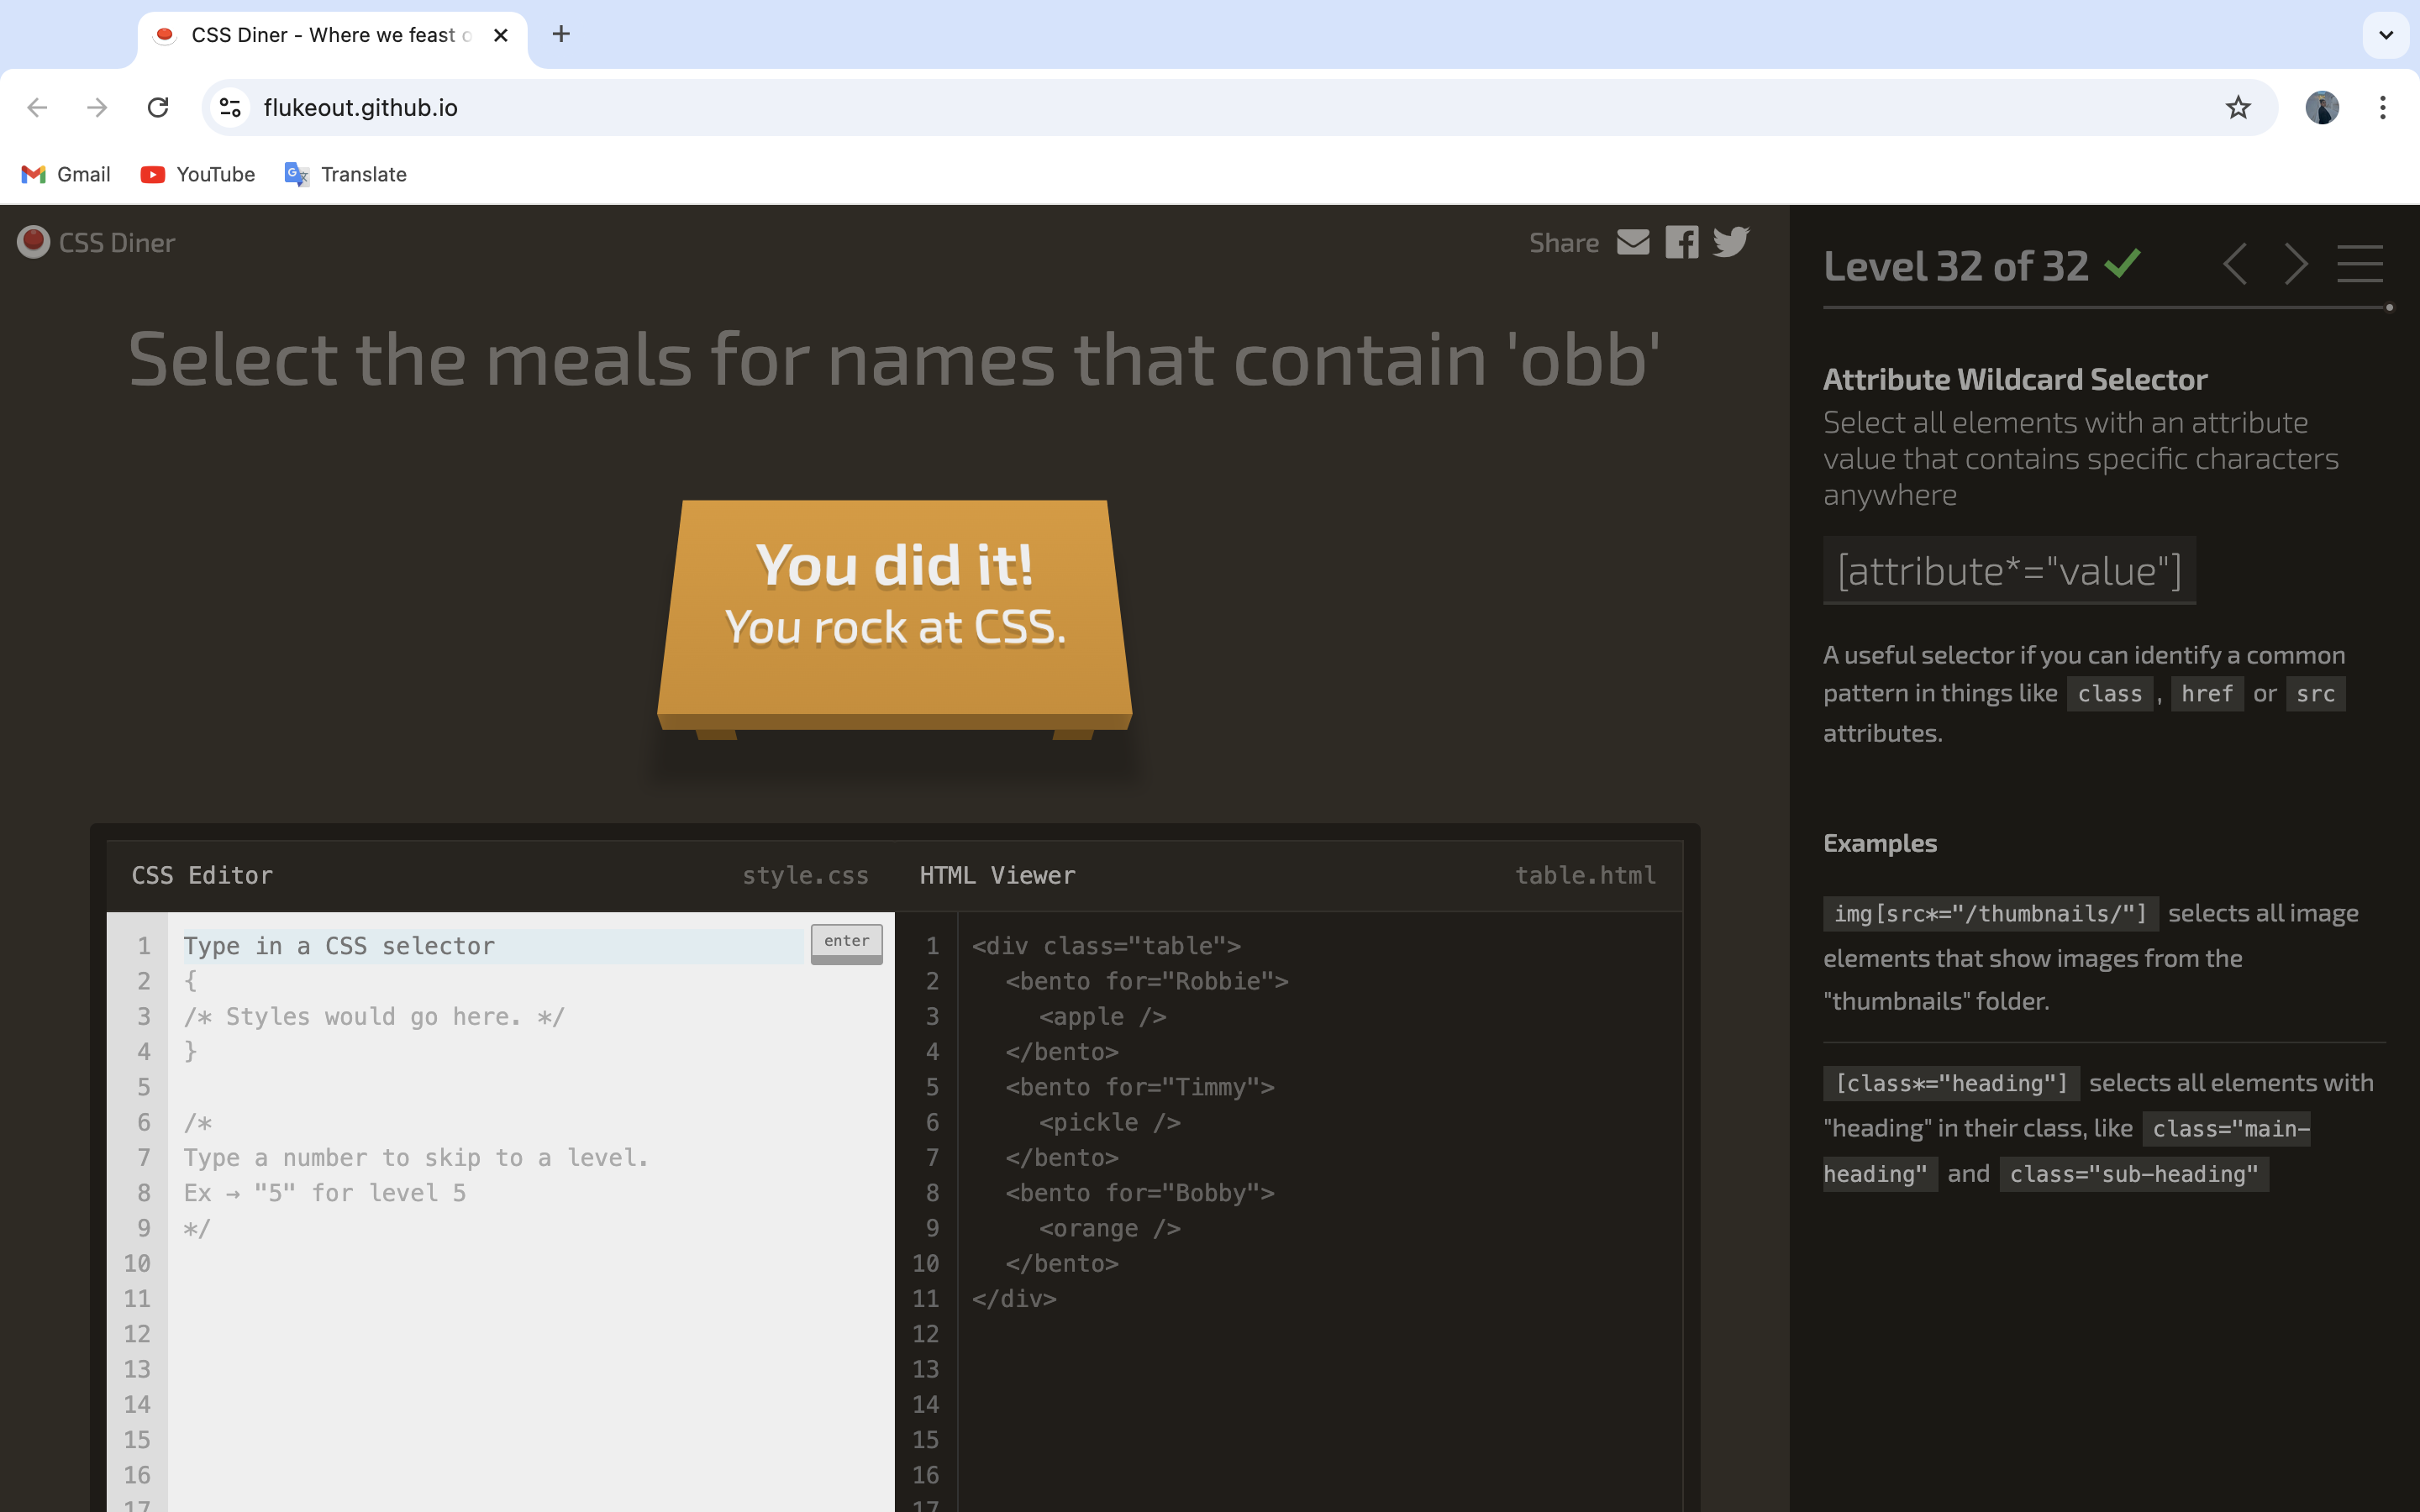 CSS Diner - Where we feast
flukeout.github.io
Gmail YouTube Translate
CSS Diner
Share
Select the meals for names that contain 'obb'
You did it!
You rock at CSS.
CSS Editor style.css
1 Type in a CSS selector enter
2 {
3 /* Styles would go here. */
4 }
5
6 /*
7 Type a number to skip to a level.
8 Ex → "5" for level 5
9 */
10
11
12
13
14
15
16
17
HTML Viewer table.html
1 <div class="table">
2 <bento for="Robbie">
3 <apple />
4 </bento>
5 <bento for="Timmy">
6 <pickle />
7 </bento>
8 <bento for="Bobby">
9 <orange />
10 </bento>
11 </div>
12
13
14
15
16
17
Level 32 of 32
Attribute Wildcard Selector
Select all elements with an attribute
value that contains specific characters
anywhere
[attribute*="value"]
A useful selector if you can identify a common
pattern in things like class , href or src
attributes.
Examples
img[src*="/thumbnails/"] selects all image
elements that show images from the
"thumbnails" folder.
[class*="heading"] selects all elements with
"heading" in their class, like class="main-
heading" and class="sub-heading"